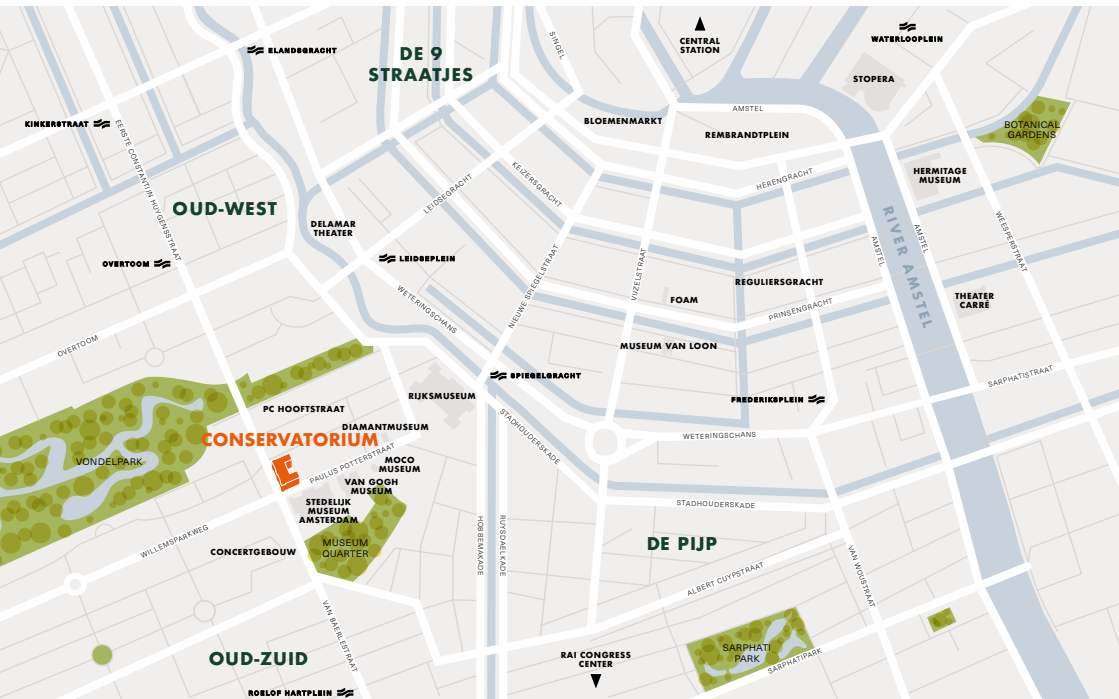 DE 9
STRAATJES
CENTRAL
STATION
WATERLOOPLEIN
ELANDSGRACHT
SINGEL
STOPERA
KINKERSTRAAT
BLOEMENMARKT
AMSTEL
REMBRANDTPLEIN
BOTANICAL
GARDENS
EERSTE CONSTANTIJN HUYGENSSTRAAT
KEIZERSGRACHT
LEIDSEGRACHT
HERENGRACHT
HERMITAGE
MUSEUM
OUD-WEST
DELAMAR
THEATER
RIVER AMSTEL
AMSTEL
AMSTEL
WEESPERSTRAAT
OVERTOOM
LEIDSEPLEIN
NIEUWE SPIEGELSTRAAT
VIJZELSTRAAT
REGULIERSGRACHT
FOAM
PRINSENGRACHT
THEATER
CARRÉ
WETERINGSCHANS
OVERTOOM
MUSEUM VAN LOON
SPIEGELGRACHT
SARPHATISTRAAT
RIJKSMUSEUM
FREDERIKSPLEIN
PC HOOFTSTRAAT
DIAMANTMUSEUM
CONSERVATORIUM
STADHOUDERSKADE
WETERINGSCHANS
VONDELPARK
PAULUS POTTERSTRAAT
MOCO
MUSEUM
VAN GOGH
MUSEUM
STEDELIJK
MUSEUM
AMSTERDAM
STADHOUDERSKADE
WILLEMSPARKWEG
CONCERTGEBOUW
MUSEUM
QUARTER
HOBBEMAKADE
RUYSDAELKADE
DE PIJP
ALBERT CUYPSTRAAT
VAN WOUSTRAAT
VAN BAERLESTRAAT
OUD-ZUID
RAI CONGRESS
CENTER
SARPHATI
PARK
SARPHATIPARK
ROELOF HARTPLEIN